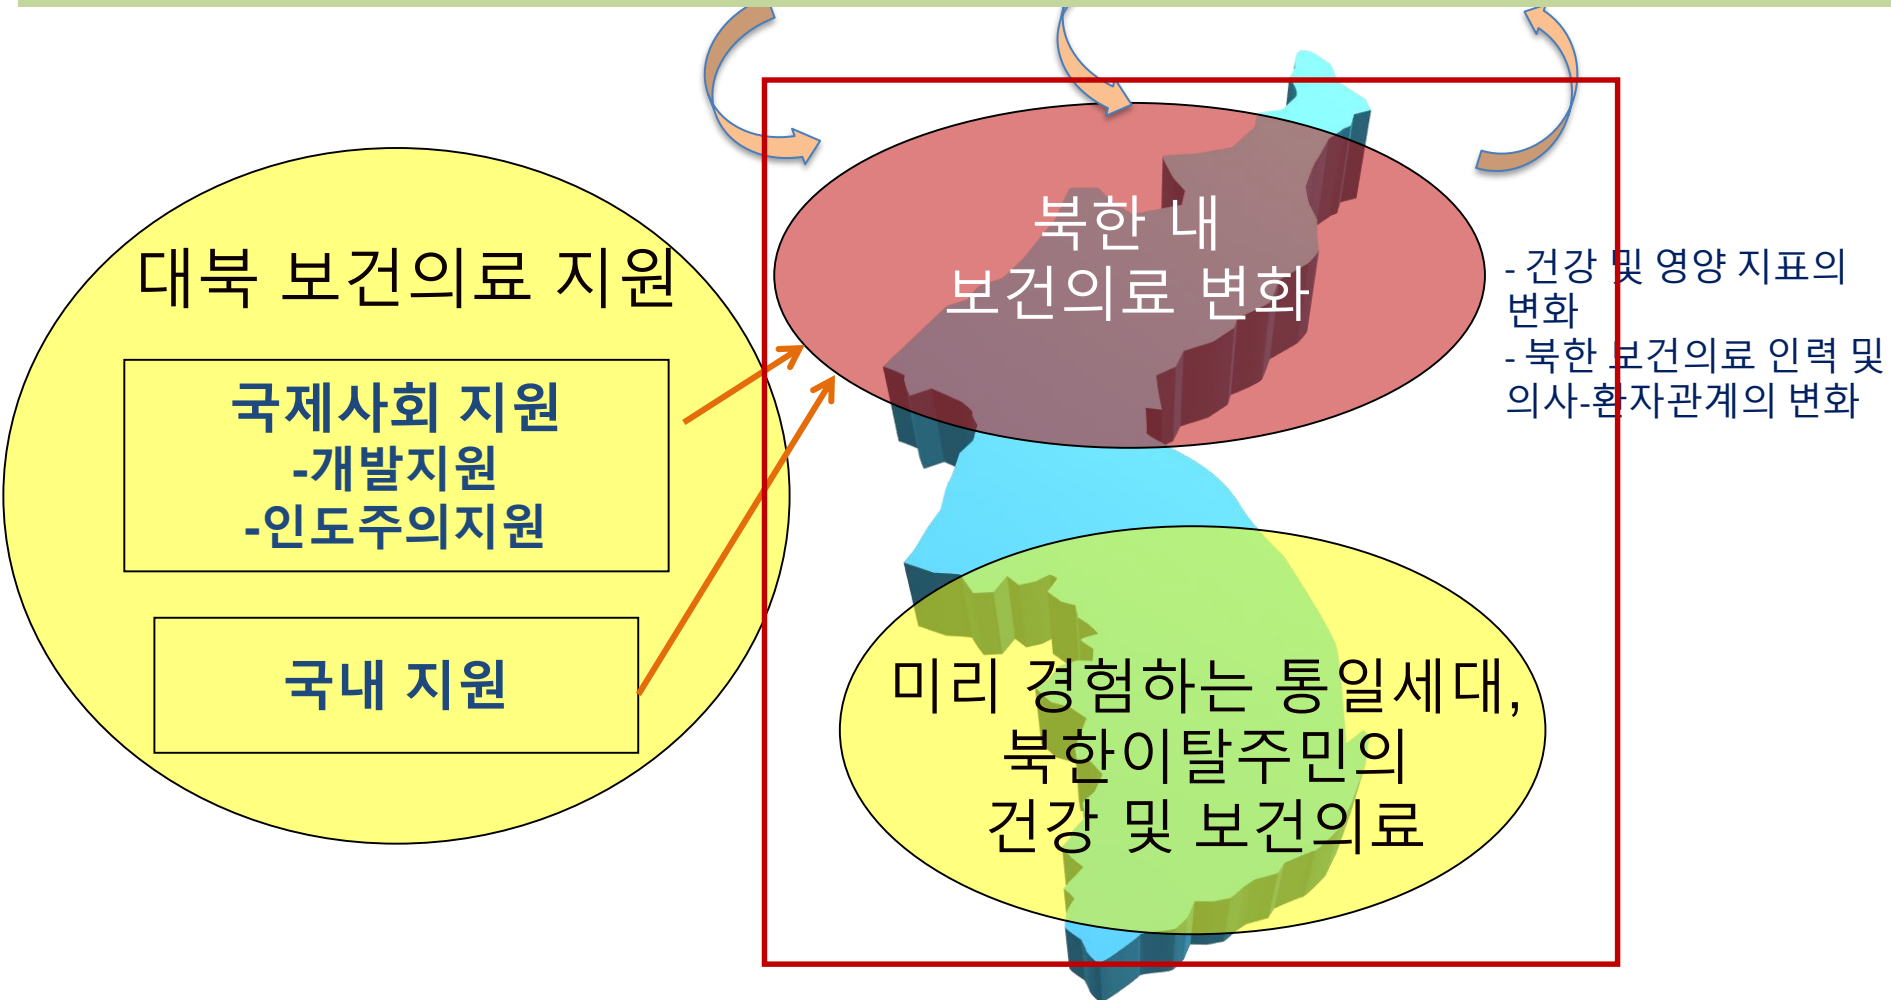 대북 보건의료 지원
국제사회 지원
-개발지원
-인도주의지원
국내 지원
북한 내
보건의료 변화
- 건강 및 영양 지표의
변화
- 북한 보건의료 인력 및
의사-환자관계의 변화
미리 경험하는 통일세대,
북한이탈주민의
건강 및 보건의료